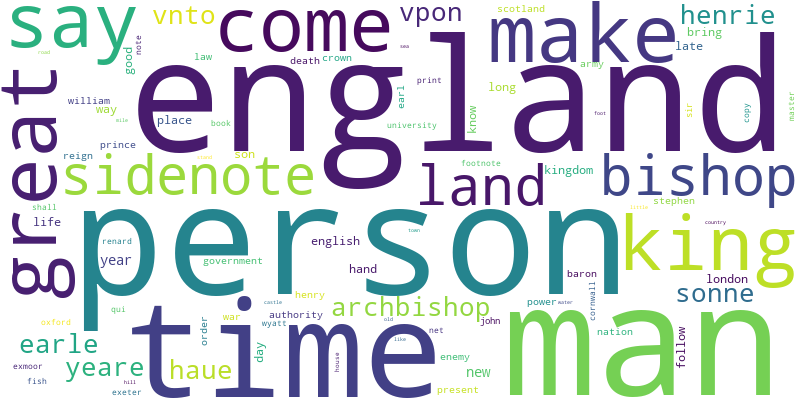 say
vnto
come
vpon
make
scotland
henrie
bring
late
england
good
note
law
death
crown
sea
print
army
long
master
great
william
way
place
prince
book
university
earl
know
sir
copy
foot
mile
road
reign
son
sidenote
land
footnote
kingdom
bishop
stephen
shall
life
person
king
little
country
renard
year
english
government
hand
town
baron
london
sonne
qui
henry
archbishop
power
water
cornwall
nation
oxford
castle
war
wyatt
authority
old
john
order
time
man
earle
day
house
like
net
enemy
new
follow
yeare
haue
exmoor
fish
hill
exeter
present